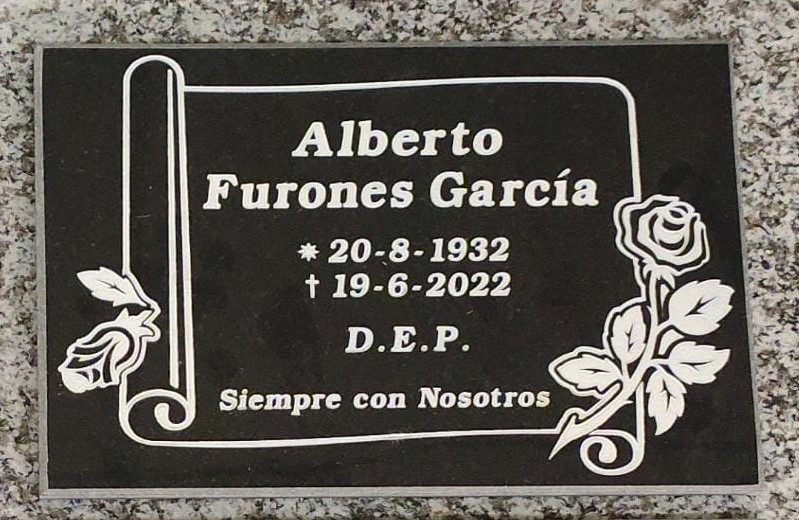 Alberto
Furones García
* 20-8-1932
† 19-6-2022
D.E.P.
Siempre con Nosotros